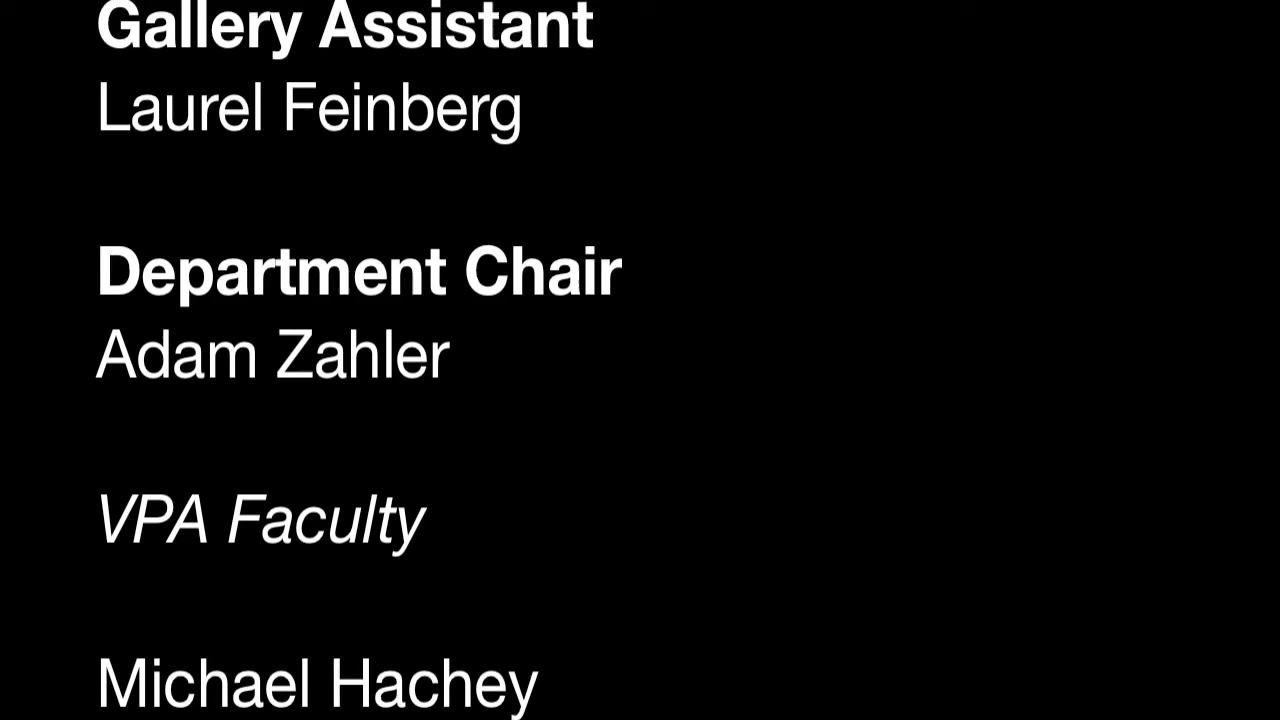 Gallery Assistant
Laurel Feinberg
Department Chair
Adam Zahler
VPA Faculty
Michael Hachey